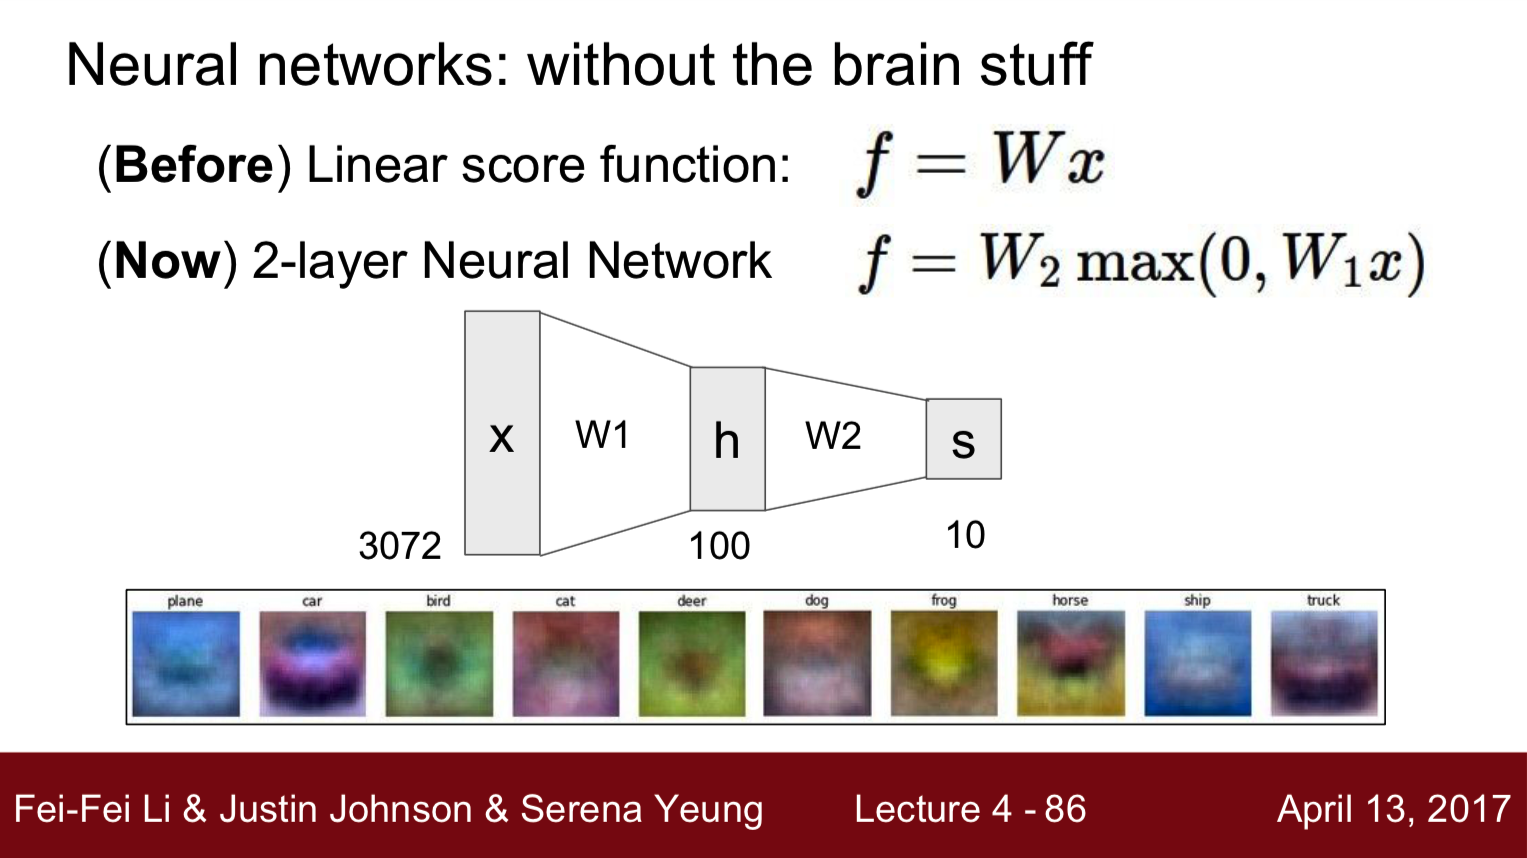 Neural networks: without the brain stuff
(Before) Linear score function: f = Wx
(Now) 2-layer Neural Network f = W₂ max(0, W₁x)
x W1 h W2 s
3072 100 10
plane car bird cat deer dog frog horse ship truck
Fei-Fei Li & Justin Johnson & Serena Yeung Lecture 4 - 86 April 13, 2017